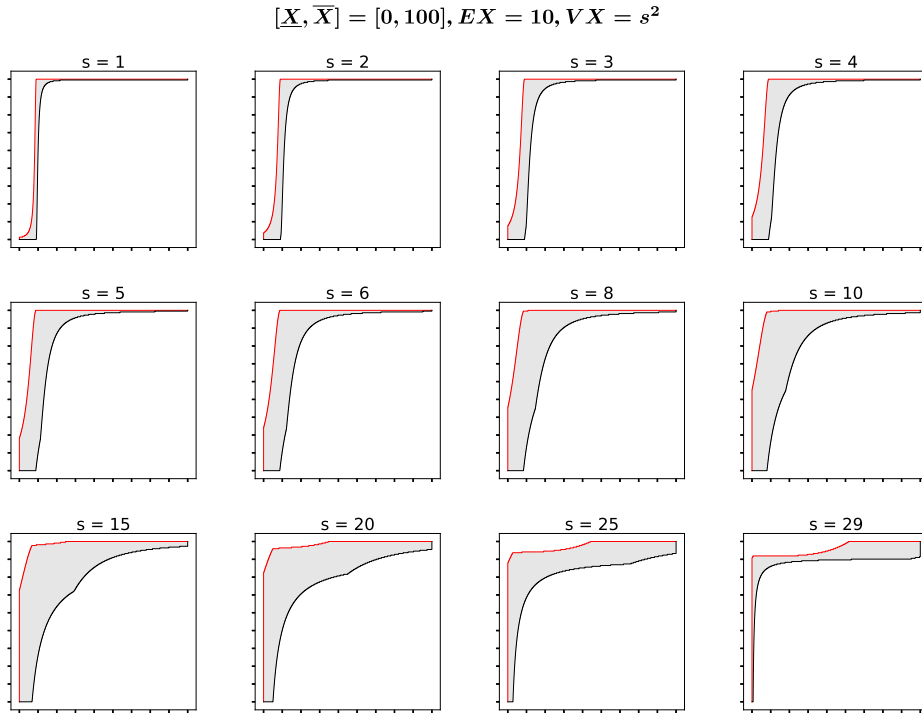 [X, X̅] = [0, 100], EX = 10, VX = s²
s = 1
s = 2
s = 3
s = 4
s = 5
s = 6
s = 8
s = 10
s = 15
s = 20
s = 25
s = 29